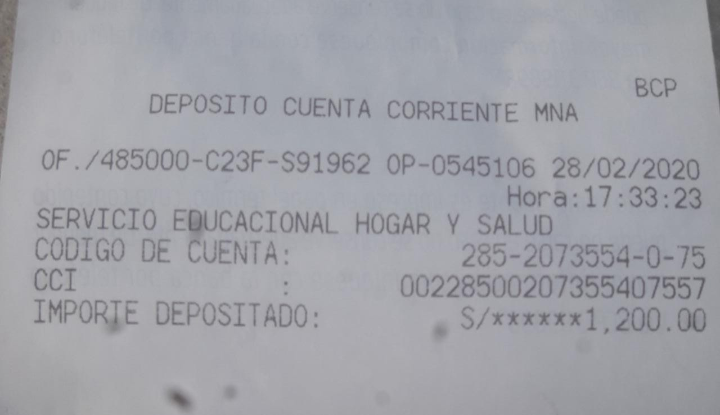 BCP
DEPOSITO CUENTA CORRIENTE MNA
OF./485000-C23F-S91962 OP-0545106 28/02/2020
Hora:17:33:23
SERVICIO EDUCACIONAL HOGAR Y SALUD
CODIGO DE CUENTA: 285-2073554-0-75
CCI : 00228500207355407557
IMPORTE DEPOSITADO: S/******1,200.00